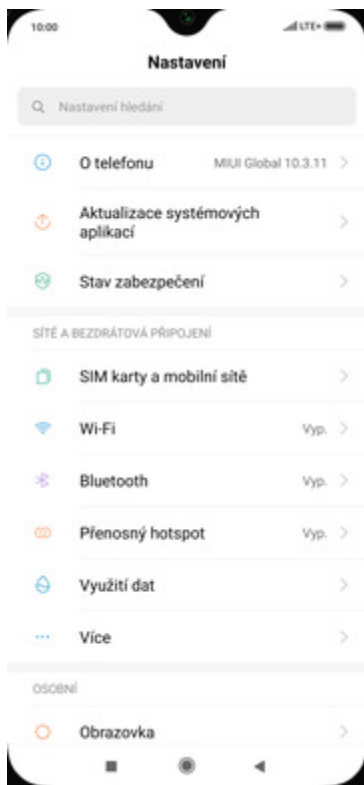 10:00
LTE+
Nastavení
Nastavení hledání
O telefonu MIUI Global 10.3.11
Aktualizace systémových
aplikací
Stav zabezpečení
SÍTĚ A BEZDRÁTOVÁ PŘIPOJENÍ
SIM karty a mobilní sítě
Wi-Fi Vyp.
Bluetooth Vyp.
Přenosný hotspot Vyp.
Využití dat
Více
OSOBNÍ
Obrazovka